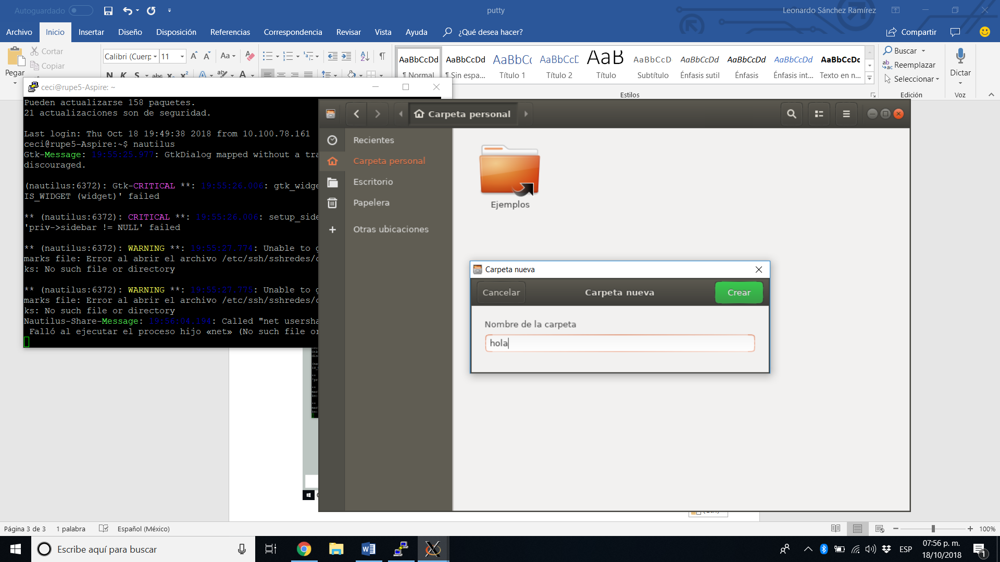 Autoguardado
putty
Leonardo Sánchez Ramírez
Archivo Inicio Insertar Diseño Disposición Referencias Correspondencia Revisar Vista Ayuda ¿Qué desea hacer? Compartir
Cortar
Copiar
Pegar
Calibri (Cuerp 11 Aa
N K S abc x₂ x² A aby A
AaBbCcDd AaBbCcDd AaBbC( AaBbCcD AaB AaBbCcD AaBbCcDd AaBbCcDd AaBbCcDd AaBbCcDc
¶ Normal ¶ Sin espa... Título 1 Título 2 Título Subtítulo Énfasis sutil Énfasis Énfasis int... Texto en n...
Estilos
Buscar
Reemplazar
Seleccionar
Edición
Dictar
Voz
ceci@rupe5-Aspire: ~
Pueden actualizarse 158 paquetes.
21 actualizaciones son de seguridad.
Last login: Thu Oct 18 19:49:38 2018 from 10.100.78.161
ceci@rupe5-Aspire:~$ nautilus
Gtk-Message: 19:55:25.977: GtkDialog mapped without a tra
discouraged.
(nautilus:6372): Gtk-CRITICAL **: 19:55:26.006: gtk_widge
IS_WIDGET (widget)' failed
** (nautilus:6372): CRITICAL **: 19:55:26.006: setup_side
'priv->sidebar != NULL' failed
** (nautilus:6372): WARNING **: 19:55:27.774: Unable to g
marks file: Error al abrir el archivo /etc/ssh/sshredes/c
ks: No such file or directory
** (nautilus:6372): WARNING **: 19:55:27.775: Unable to g
marks file: Error al abrir el archivo /etc/ssh/sshredes/c
ks: No such file or directory
Nautilus-Share-Message: 19:56:04.194: Called "net usersha
Falló al ejecutar el proceso hijo «net» (No such file or
Carpeta personal
Recientes
Carpeta personal
Escritorio
Papelera
Otras ubicaciones
Ejemplos
Carpeta nueva
Cancelar
Carpeta nueva
Crear
Nombre de la carpeta
hola
Página 3 de 3 1 palabra Español (México)
100%
Escribe aquí para buscar
ESP
07:56 p. m.
18/10/2018
1